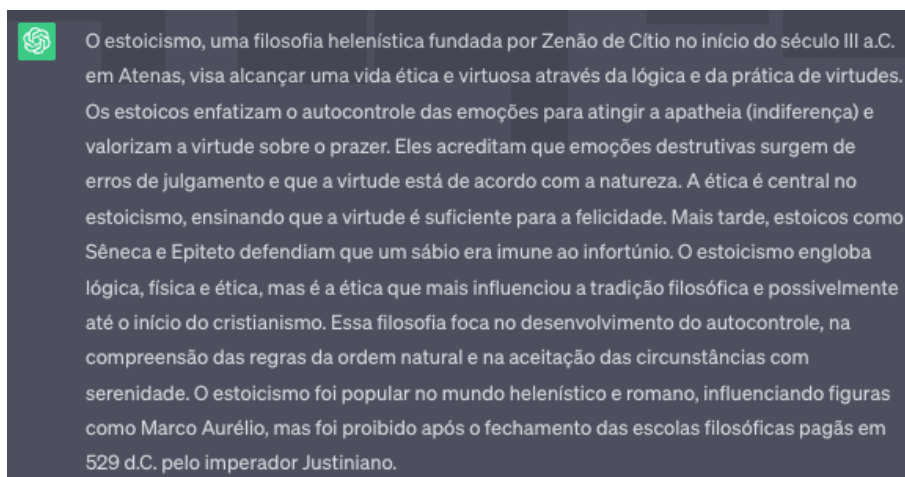 O estoicismo, uma filosofia helenística fundada por Zenão de Cítio no início do século III a.C.
em Atenas, visa alcançar uma vida ética e virtuosa através da lógica e da prática de virtudes.
Os estoicos enfatizam o autocontrole das emoções para atingir a apatheia (indiferença) e
valorizam a virtude sobre o prazer. Eles acreditam que emoções destrutivas surgem de
erros de julgamento e que a virtude está de acordo com a natureza. A ética é central no
estoicismo, ensinando que a virtude é suficiente para a felicidade. Mais tarde, estoicos como
Sêneca e Epiteto defendiam que um sábio era imune ao infortúnio. O estoicismo engloba
lógica, física e ética, mas é a ética que mais influenciou a tradição filosófica e possivelmente
até o início do cristianismo. Essa filosofia foca no desenvolvimento do autocontrole, na
compreensão das regras da ordem natural e na aceitação das circunstâncias com
serenidade. O estoicismo foi popular no mundo helenístico e romano, influenciando figuras
como Marco Aurélio, mas foi proibido após o fechamento das escolas filosóficas pagãs em
529 d.C. pelo imperador Justiniano.